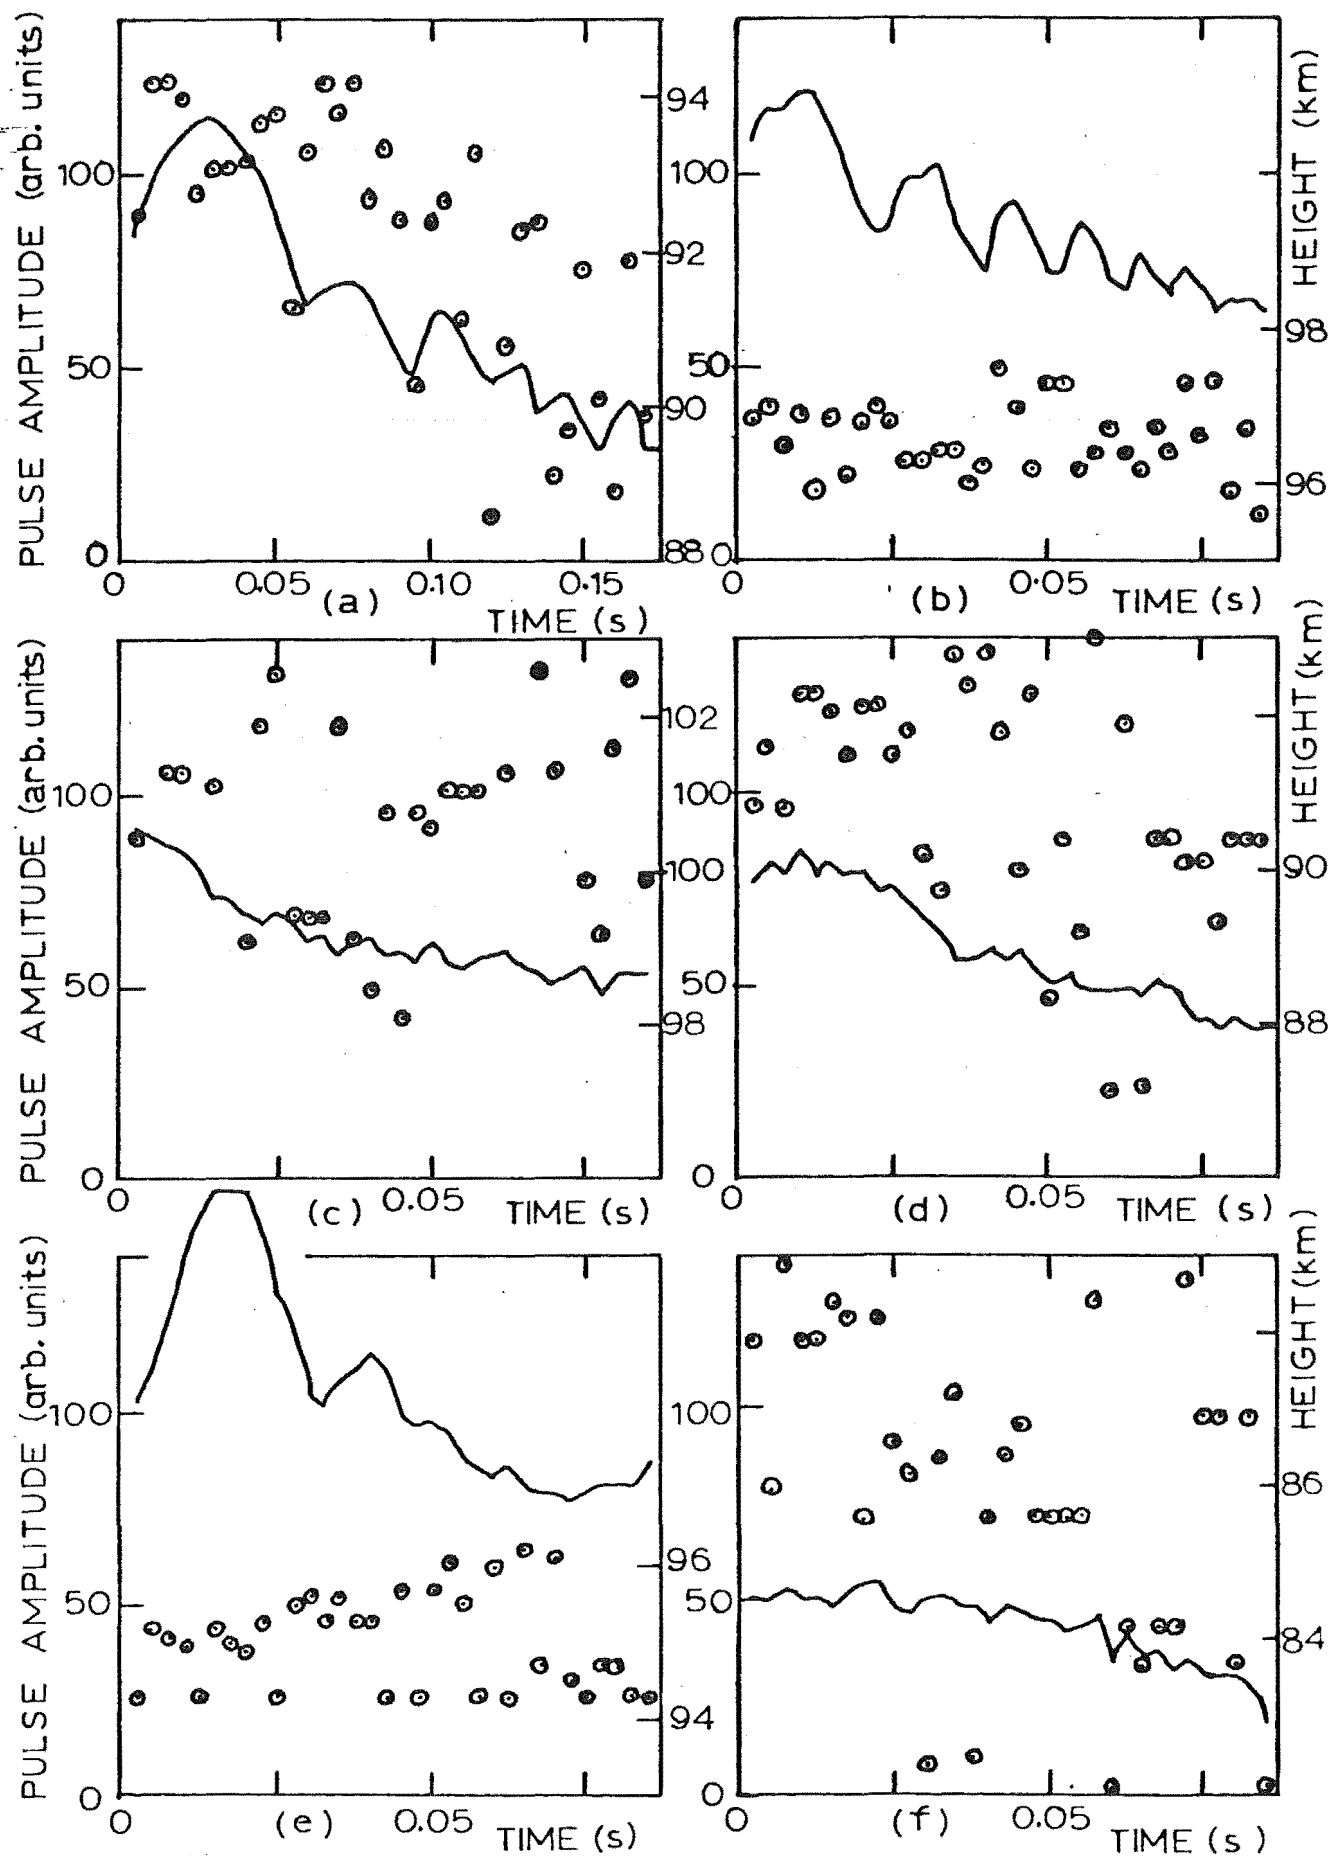 PULSE AMPLITUDE (arb. units)
100
50
0
94
92
90
88
0 0.05 0.10 0.15
(a) TIME (s)
100
50
0
98
96
HEIGHT (km)
0 0.05
(b) TIME (s)
PULSE AMPLITUDE (arb. units)
100
50
0
102
100
98
0 0.05
(c) TIME (s)
100
50
0
90
88
HEIGHT (km)
0 0.05
(d) TIME (s)
PULSE AMPLITUDE (arb. units)
100
50
0
96
94
0 0.05
(e) TIME (s)
100
50
0
86
84
HEIGHT (km)
0 0.05
(f) TIME (s)